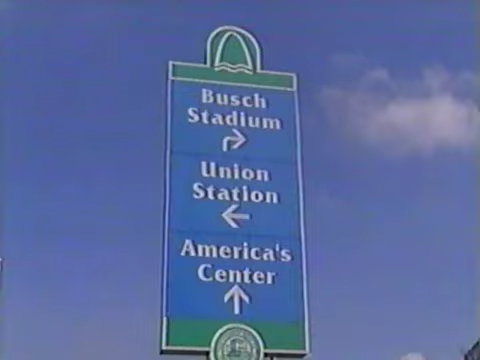 Busch
Stadium
Union
Station
America's
Center